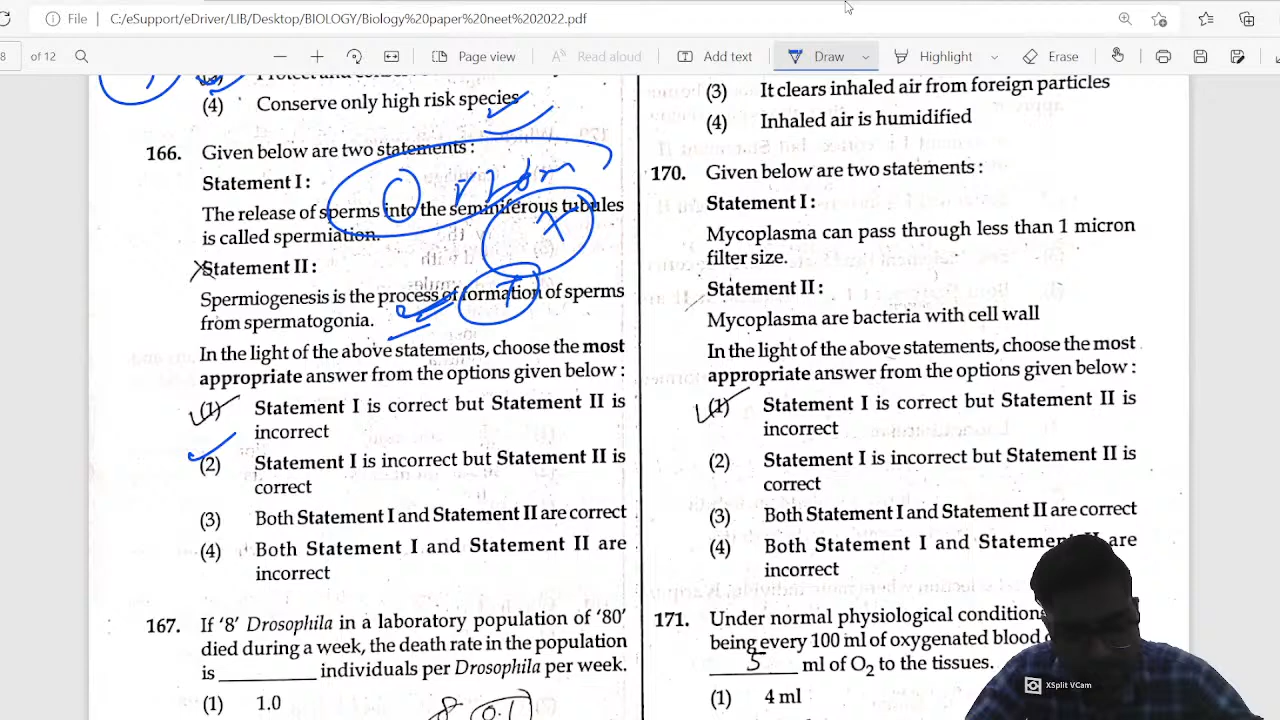 File
C:/eSupport/eDriver/LIB/Desktop/BIOLOGY/Biology%20paper%20neet%202022.pdf
8 of 12
Page view
Read aloud
Add text
Draw
Highlight
Erase
(4) Conserve only high risk species
166. Given below are two statements :
Statement I :
The release of sperms into the seminiferous tubules
is called spermiation.
Statement II :
Spermiogenesis is the process of formation of sperms
from spermatogonia.
In the light of the above statements, choose the most
appropriate answer from the options given below :
(1) Statement I is correct but Statement II is
incorrect
(2) Statement I is incorrect but Statement II is
correct
(3) Both Statement I and Statement II are correct
(4) Both Statement I and Statement II are
incorrect
167. If '8' Drosophila in a laboratory population of '80'
died during a week, the death rate in the population
is ________ individuals per Drosophila per week.
(1) 1.0
8 0.1
(3) It clears inhaled air from foreign particles
(4) Inhaled air is humidified
170. Given below are two statements :
Statement I :
Mycoplasma can pass through less than 1 micron
filter size.
Statement II :
Mycoplasma are bacteria with cell wall
In the light of the above statements, choose the most
appropriate answer from the options given below :
(1) Statement I is correct but Statement II is
incorrect
(2) Statement I is incorrect but Statement II is
correct
(3) Both Statement I and Statement II are correct
(4) Both Statement I and Statement II are
incorrect
171. Under normal physiological conditions
being every 100 ml of oxygenated blood
5 ml of O2 to the tissues.
(1) 4 ml
XSplit VCam